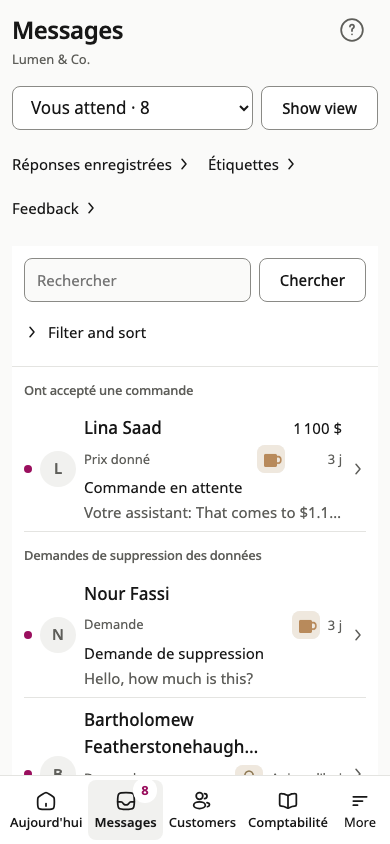 Messages
Lumen & Co.
Vous attend · 8
Show view
Réponses enregistrées
Étiquettes
Feedback
Rechercher
Chercher
Filter and sort
Ont accepté une commande
Lina Saad
1 100 $
Prix donné
3 j
L
Commande en attente
Votre assistant: That comes to $1.1…
Demandes de suppression des données
Nour Fassi
Demande
3 j
N
Demande de suppression
Hello, how much is this?
Bartholomew
Featherstonehaugh…
8
Aujourd'hui
Messages
Customers
Comptabilité
More